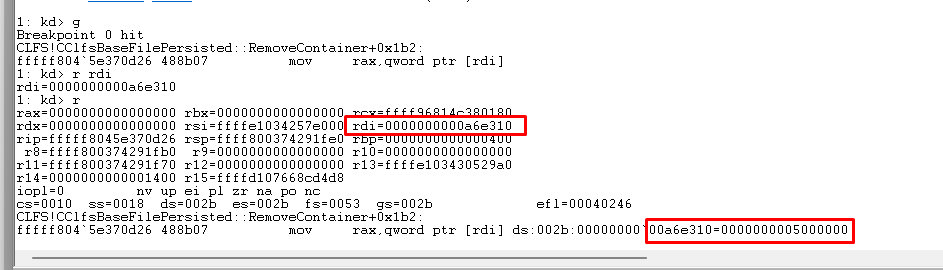 1: kd> g
Breakpoint 0 hit
CLFS!CClfsBaseFilePersisted::RemoveContainer+0x1b2:
fffff804`5e370d26 488b07          mov     rax,qword ptr [rdi]
1: kd> r rdi
rdi=0000000000a6e310
1: kd> r
rax=0000000000000000 rbx=0000000000000000 rcx=ffff96814c380180
rdx=0000000000000000 rsi=ffffe1034257e000 rdi=0000000000a6e310
rip=fffff8045e370d26 rsp=ffff800374291fe0 rbp=0000000000000400
r8=ffff800374291fb0 r9=0000000000000000 r10=0000000000000000
r11=ffff800374291f70 r12=0000000000000000 r13=ffffe103430529a0
r14=0000000000001400 r15=ffffd107668cd4d8
iopl=0         nv up ei pl zr na po nc
cs=0010  ss=0018  ds=002b  es=002b  fs=0053  gs=002b             efl=00040246
CLFS!CClfsBaseFilePersisted::RemoveContainer+0x1b2:
fffff804`5e370d26 488b07          mov     rax,qword ptr [rdi] ds:002b:00000000`00a6e310=0000000005000000